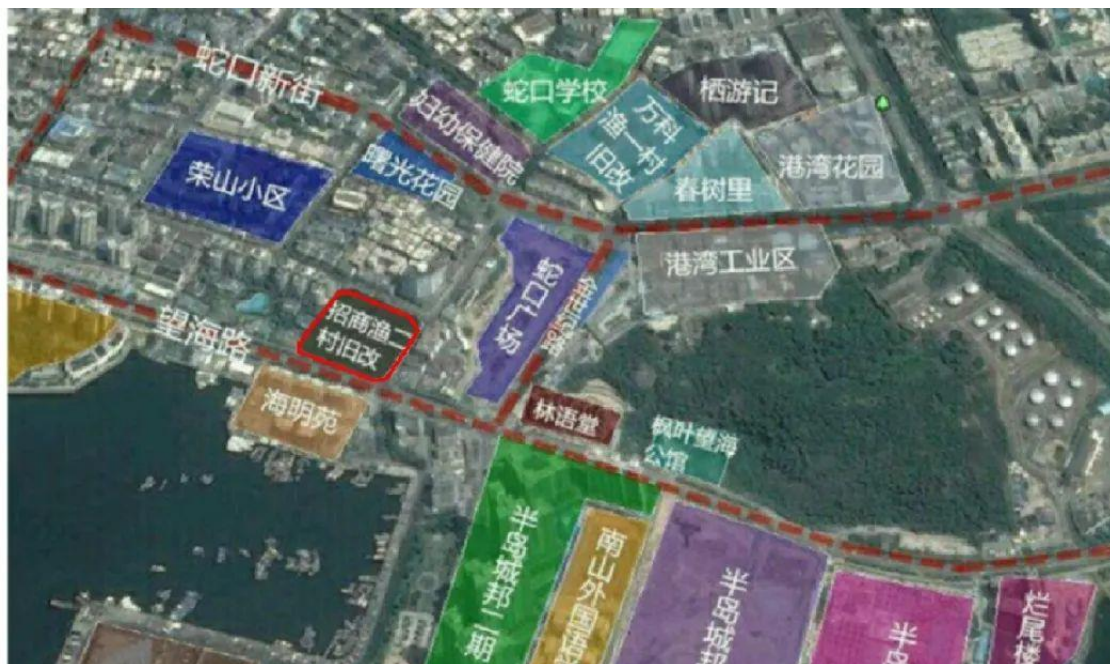 蛇口新街
妇幼保健院
蛇口学校
万科
渔一村
旧改
栖游记
荣山小区
曙光花园
春树里
港湾花园
蛇口广场
港湾工业区
招商渔二
村旧改
望海路
海明苑
林语堂
枫叶望海
公馆
半岛城邦二期
南山外国语
半岛城邦
半
烂尾楼